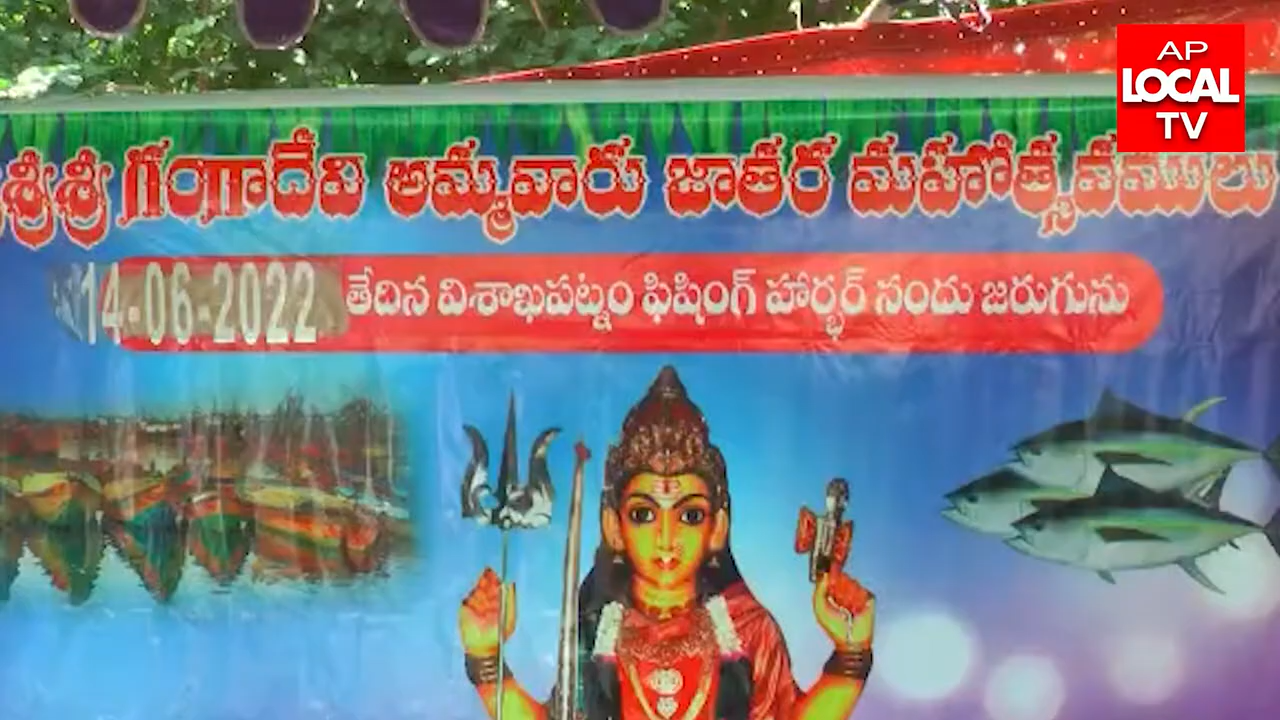 శ్రీశ్రీ గంగాదేవి అమ్మవారు జాతర మహోత్సవములు
14-06-2022 తేదిన విశాఖపట్నం ఫిషింగ్ హార్బర్ నందు జరుగును
AP
LOCAL
TV